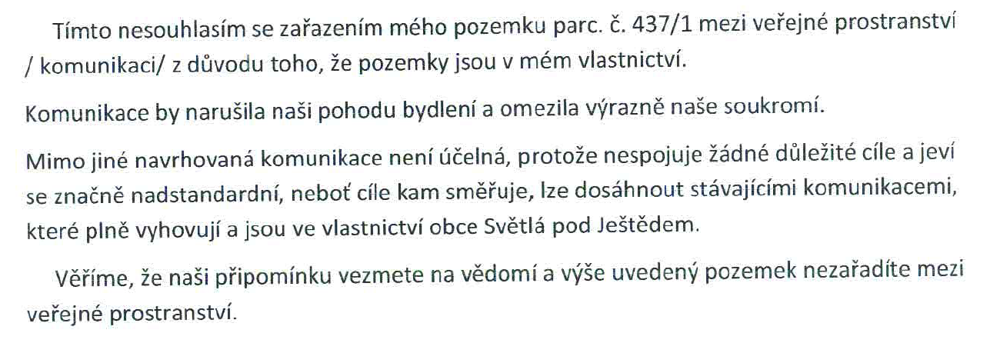 Tímto nesouhlasím se zařazením mého pozemku parc. č. 437/1 mezi veřejné prostranství
/ komunikaci/ z důvodu toho, že pozemky jsou v mém vlastnictví.
Komunikace by narušila naši pohodu bydlení a omezila výrazně naše soukromí.
Mimo jiné navrhovaná komunikace není účelná, protože nespojuje žádné důležité cíle a jeví
se značně nadstandardní, neboť cíle kam směřuje, lze dosáhnout stávajícími komunikacemi,
které plně vyhovují a jsou ve vlastnictví obce Světlá pod Ještědem.
Věříme, že naši připomínku vezmete na vědomí a výše uvedený pozemek nezařadíte mezi
veřejné prostranství.